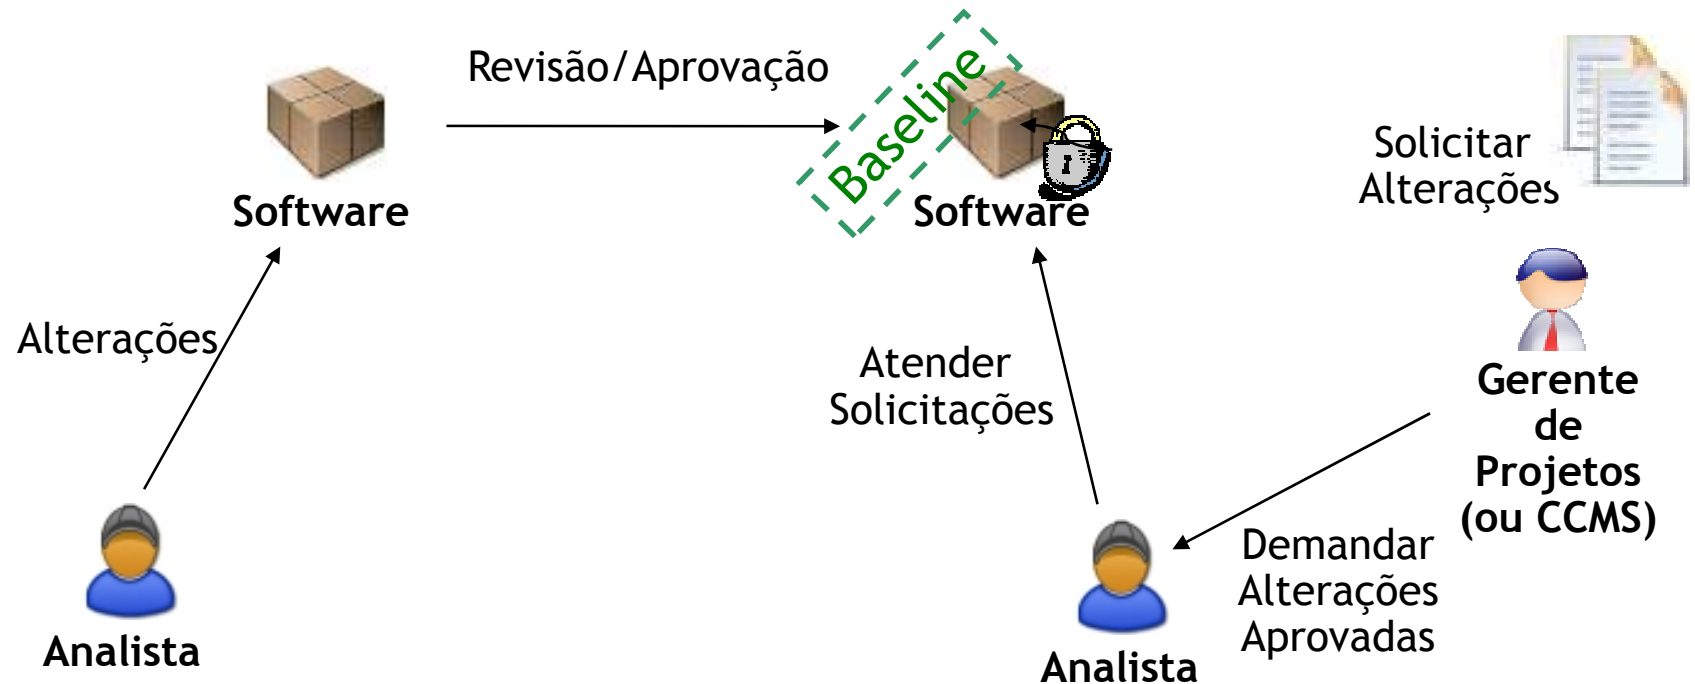 Revisão/Aprovação
Baseline
Solicitar
Alterações
Software
Software
Alterações
Atender
Solicitações
Gerente
de
Projetos
(ou CCMS)
Demandar
Alterações
Aprovadas
Analista
Analista
I